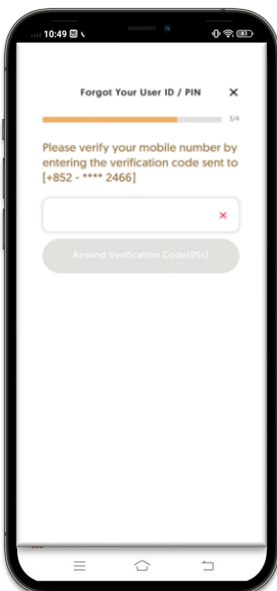 10:49
Forgot Your User ID / PIN
3/4
Please verify your mobile number by
entering the verification code sent to
[+852 - **** 2466]
Resend Verification Code[95s]